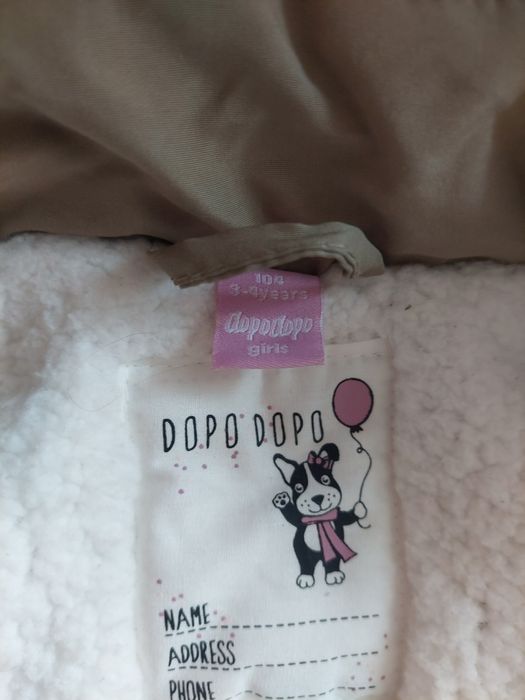 104
3-4years
dopodopo
girls
DOPO DOPO
NAME
ADDRESS
PHONE